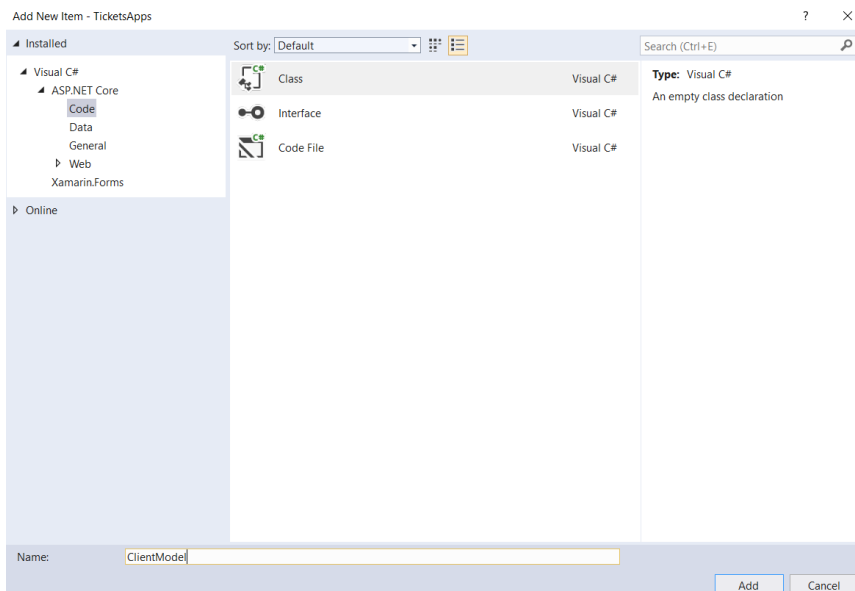 Add New Item - TicketsApps
? ×
Installed
Sort by: Default
Search (Ctrl+E)
Visual C#
ASP.NET Core
Code
Data
General
Web
Xamarin.Forms
Online
Class Visual C#
Interface Visual C#
Code File Visual C#
Type: Visual C#
An empty class declaration
Name: ClientModel
Add Cancel